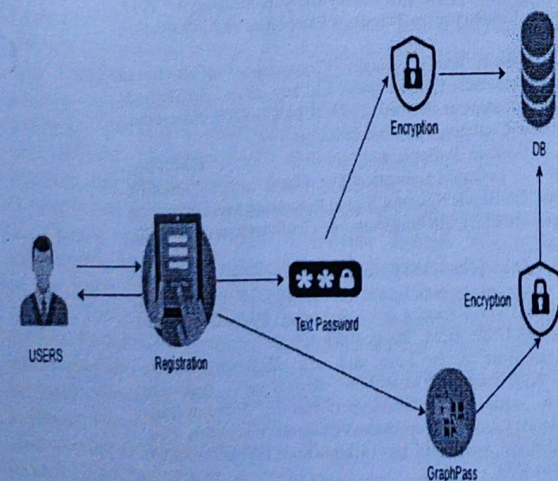 Encryption
DB
USERS
Registration
**
Text Password
Encryption
GraphPass